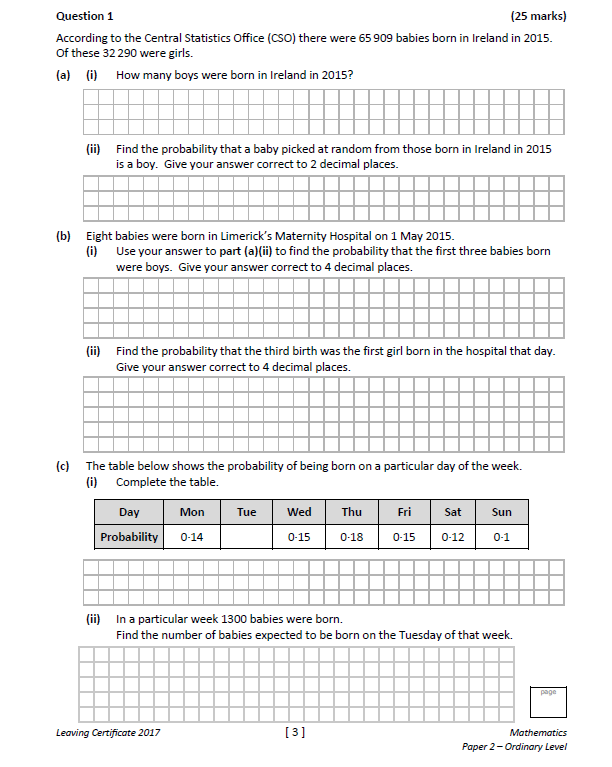 Question 1 (25 marks)
According to the Central Statistics Office (CSO) there were 65 909 babies born in Ireland in 2015.
Of these 32 290 were girls.
(a) (i) How many boys were born in Ireland in 2015?
(ii) Find the probability that a baby picked at random from those born in Ireland in 2015
is a boy. Give your answer correct to 2 decimal places.
(b) Eight babies were born in Limerick's Maternity Hospital on 1 May 2015.
(i) Use your answer to part (a)(ii) to find the probability that the first three babies born
were boys. Give your answer correct to 4 decimal places.
(ii) Find the probability that the third birth was the first girl born in the hospital that day.
Give your answer correct to 4 decimal places.
(c) The table below shows the probability of being born on a particular day of the week.
(i) Complete the table.
Day Mon Tue Wed Thu Fri Sat Sun
Probability 0·14 0·15 0·18 0·15 0·12 0·1
(ii) In a particular week 1300 babies were born.
Find the number of babies expected to be born on the Tuesday of that week.
page
Leaving Certificate 2017 [ 3 ] Mathematics
Paper 2 – Ordinary Level